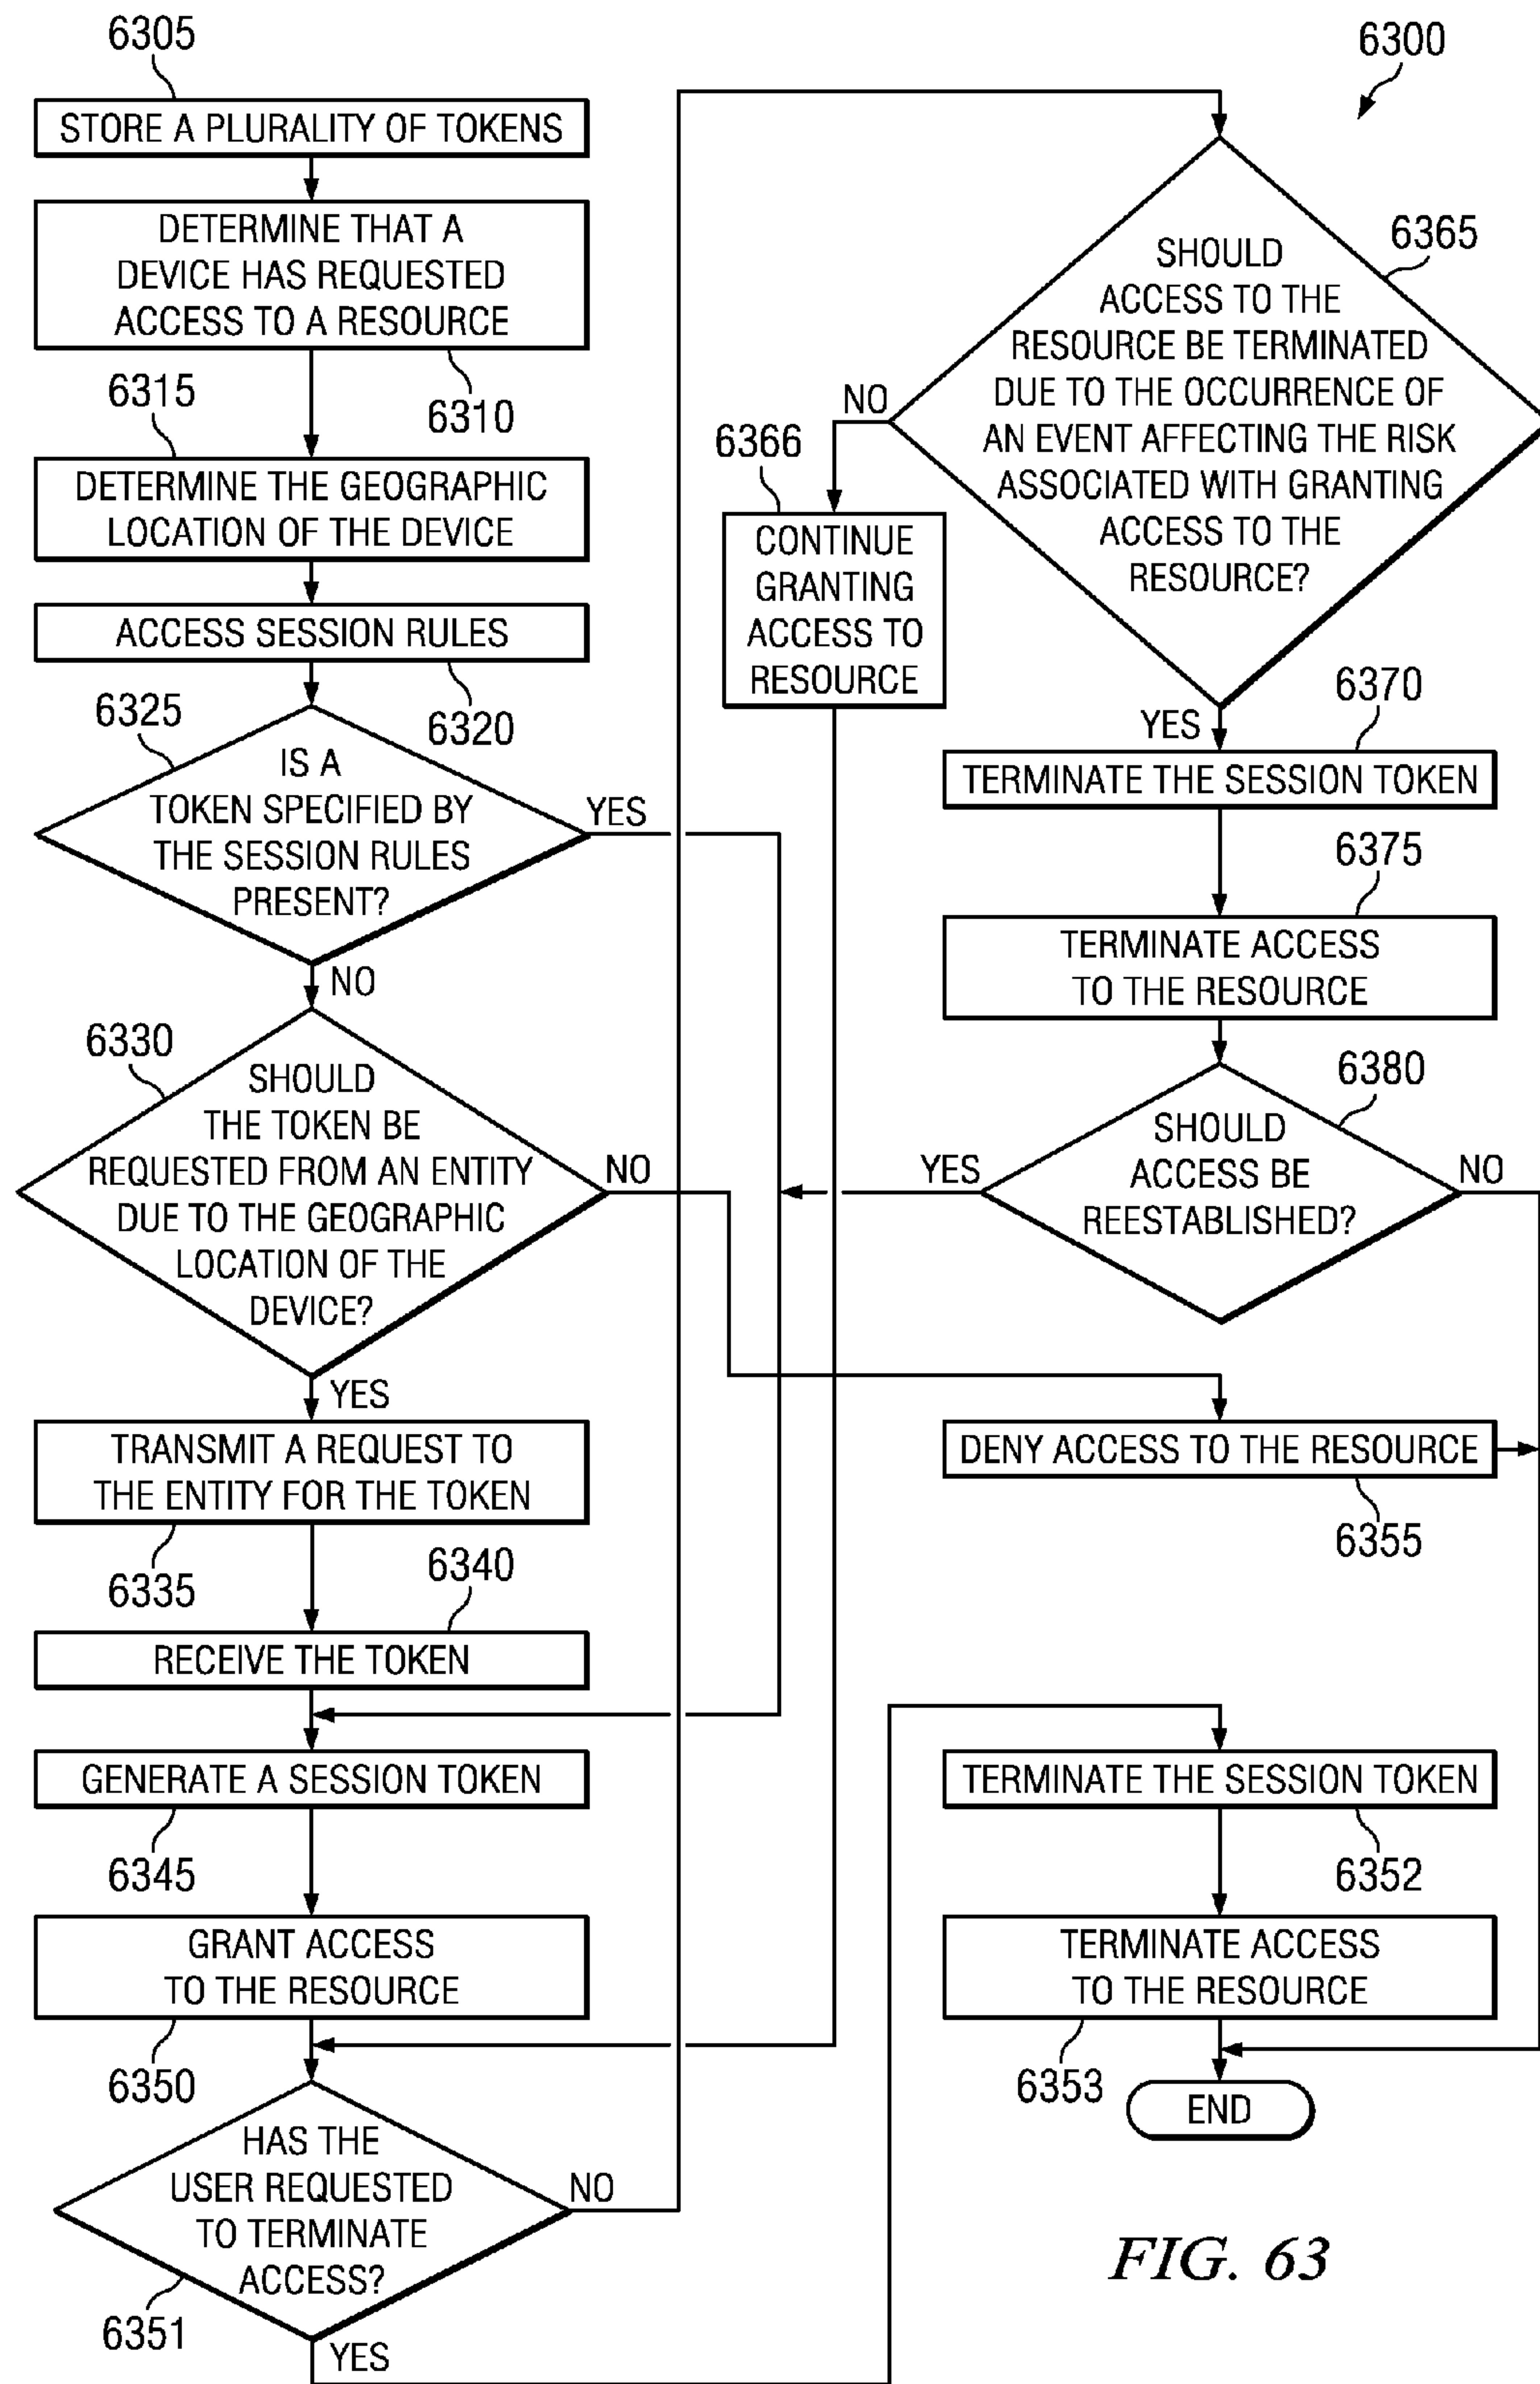 6305
STORE A PLURALITY OF TOKENS
DETERMINE THAT A
DEVICE HAS REQUESTED
ACCESS TO A RESOURCE
6310
6315
DETERMINE THE GEOGRAPHIC
LOCATION OF THE DEVICE
ACCESS SESSION RULES
6320
6325
IS A
TOKEN SPECIFIED BY
THE SESSION RULES
PRESENT?
YES
NO
6330
SHOULD
THE TOKEN BE
REQUESTED FROM AN ENTITY
DUE TO THE GEOGRAPHIC
LOCATION OF THE
DEVICE?
NO
YES
TRANSMIT A REQUEST TO
THE ENTITY FOR THE TOKEN
6335
6340
RECEIVE THE TOKEN
GENERATE A SESSION TOKEN
6345
GRANT ACCESS
TO THE RESOURCE
6350
HAS THE
USER REQUESTED
TO TERMINATE
ACCESS?
6351
NO
YES
6300
6365
SHOULD
ACCESS TO THE
RESOURCE BE TERMINATED
DUE TO THE OCCURRENCE OF
AN EVENT AFFECTING THE RISK
ASSOCIATED WITH GRANTING
ACCESS TO THE
RESOURCE?
NO
6366
CONTINUE
GRANTING
ACCESS TO
RESOURCE
YES
6370
TERMINATE THE SESSION TOKEN
6375
TERMINATE ACCESS
TO THE RESOURCE
6380
SHOULD
ACCESS BE
REESTABLISHED?
YES
NO
DENY ACCESS TO THE RESOURCE
6355
TERMINATE THE SESSION TOKEN
6352
TERMINATE ACCESS
TO THE RESOURCE
6353
END
FIG. 63